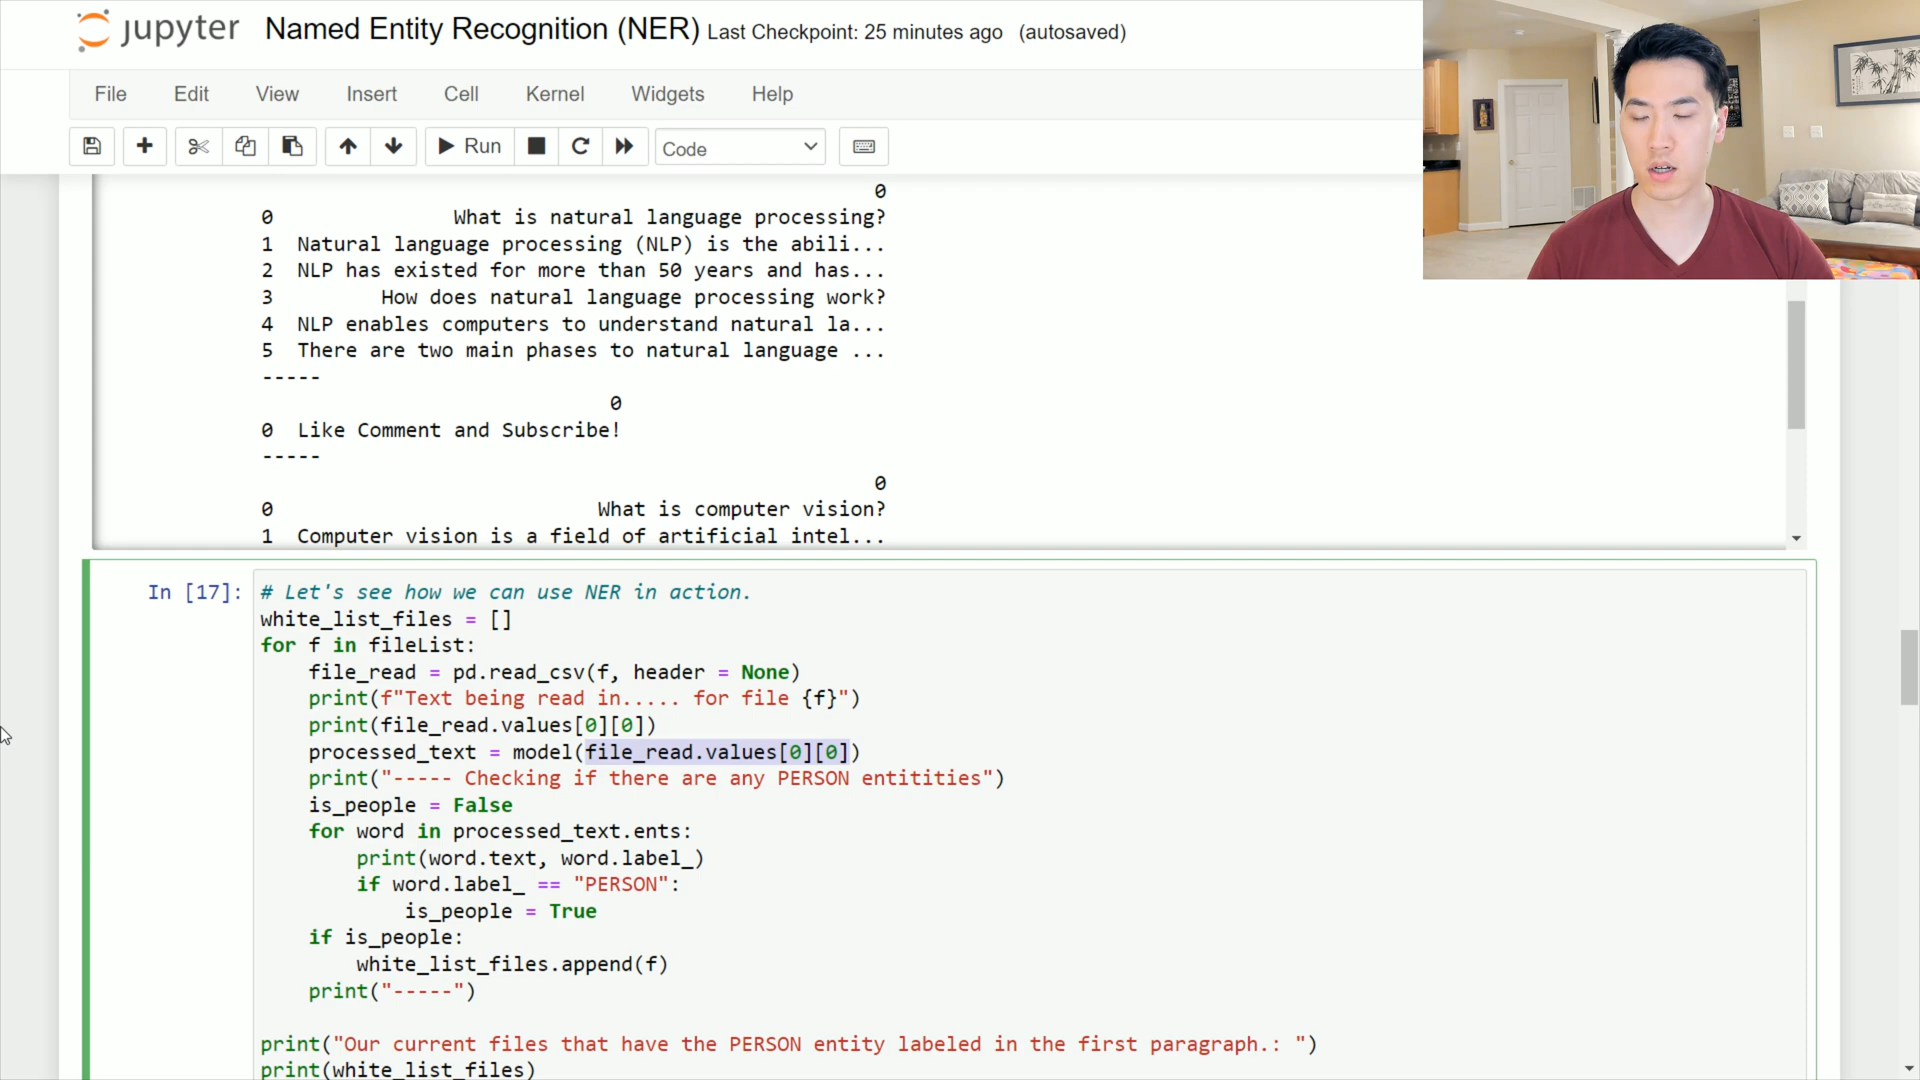 jupyter Named Entity Recognition (NER) Last Checkpoint: 25 minutes ago (autosaved)
File Edit View Insert Cell Kernel Widgets Help
Run Code
0
0 What is natural language processing?
1 Natural language processing (NLP) is the abili...
2 NLP has existed for more than 50 years and has...
3 How does natural language processing work?
4 NLP enables computers to understand natural la...
5 There are two main phases to natural language ...
-----
0
0 Like Comment and Subscribe!
-----
0
0 What is computer vision?
1 Computer vision is a field of artificial intel...
In [17]: # Let's see how we can use NER in action.
white_list_files = []
for f in fileList:
    file_read = pd.read_csv(f, header = None)
    print(f"Text being read in..... for file {f}")
    print(file_read.values[0][0])
    processed_text = model(file_read.values[0][0])
    print("----- Checking if there are any PERSON entitities")
    is_people = False
    for word in processed_text.ents:
        print(word.text, word.label_)
        if word.label_ == "PERSON":
            is_people = True
    if is_people:
        white_list_files.append(f)
    print("-----")
print("Our current files that have the PERSON entity labeled in the first paragraph.: ")
print(white_list_files)